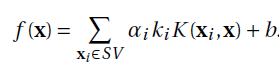 f(x) = ∑_{x_i∈SV} α_i k_i K(x_i, x) + b.